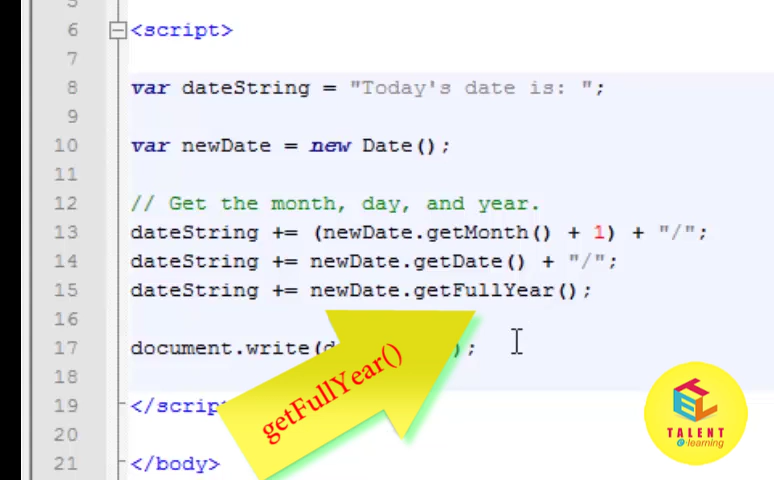 5
6 <script>
7
8 var dateString = "Today's date is: ";
9
10 var newDate = new Date();
11
12 // Get the month, day, and year.
13 dateString += (newDate.getMonth() + 1) + "/";
14 dateString += newDate.getDate() + "/";
15 dateString += newDate.getFullYear();
16
17 document.write( );
getFullYear()
18
19 </scrip
20
21 </body>
TEL
TALENT
e-learning